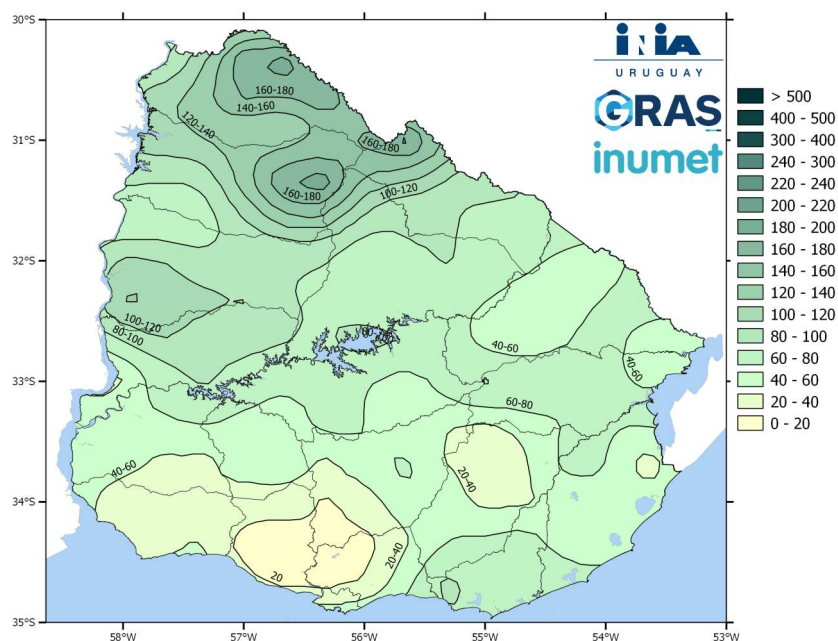 30°S
31°S
32°S
33°S
34°S
35°S
58°W
57°W
56°W
55°W
54°W
53°W
iNiA
URUGUAY
GRAS
inumet
> 500
400 - 500
300 - 400
240 - 300
220 - 240
200 - 220
180 - 200
160 - 180
140 - 160
120 - 140
100 - 120
80 - 100
60 - 80
40 - 60
20 - 40
0 - 20
160-180
140-160
120-140
160-180
160-180
100-120
100-120
80-100
40-60
40-60
60-80
40-60
20-40
20-40
20